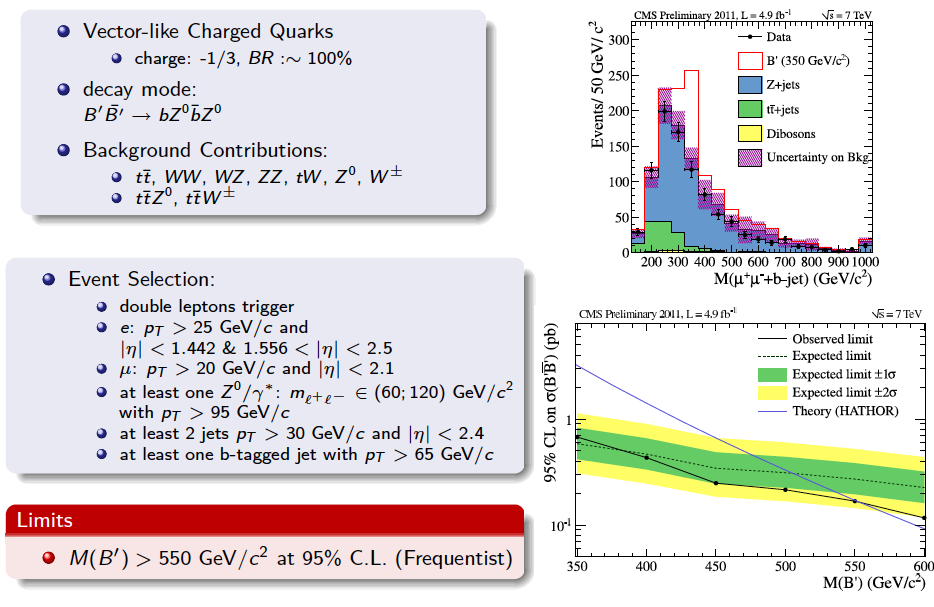 Vector-like Charged Quarks
charge: -1/3, BR :∼ 100%
decay mode:
B′B̄′ → bZ⁰b̄Z⁰
Background Contributions:
tt̄, WW, WZ, ZZ, tW, Z⁰, W±
tt̄Z⁰, tt̄W±
Event Selection:
double leptons trigger
e: pT > 25 GeV/c and
|η| < 1.442 & 1.556 < |η| < 2.5
μ: pT > 20 GeV/c and |η| < 2.1
at least one Z⁰/γ*: mℓ+ℓ− ∈ (60; 120) GeV/c²
with pT > 95 GeV/c
at least 2 jets pT > 30 GeV/c and |η| < 2.4
at least one b-tagged jet with pT > 65 GeV/c
Limits
M(B′) > 550 GeV/c² at 95% C.L. (Frequentist)
CMS Preliminary 2011, L = 4.9 fb⁻¹ √s = 7 TeV
Events/ 50 GeV/c²
300
250
200
150
100
50
0
Data
B' (350 GeV/c²)
Z+jets
tt̄+jets
Dibosons
Uncertainty on Bkg
200 300 400 500 600 700 800 900 1000
M(μ⁺μ⁻+b-jet) (GeV/c²)
CMS Preliminary 2011, L = 4.9 fb⁻¹ √s = 7 TeV
95% CL on σ(B'B̄') (pb)
1
10⁻¹
Observed limit
Expected limit
Expected limit ±1σ
Expected limit ±2σ
Theory (HATHOR)
350 400 450 500 550 600
M(B') (GeV/c²)